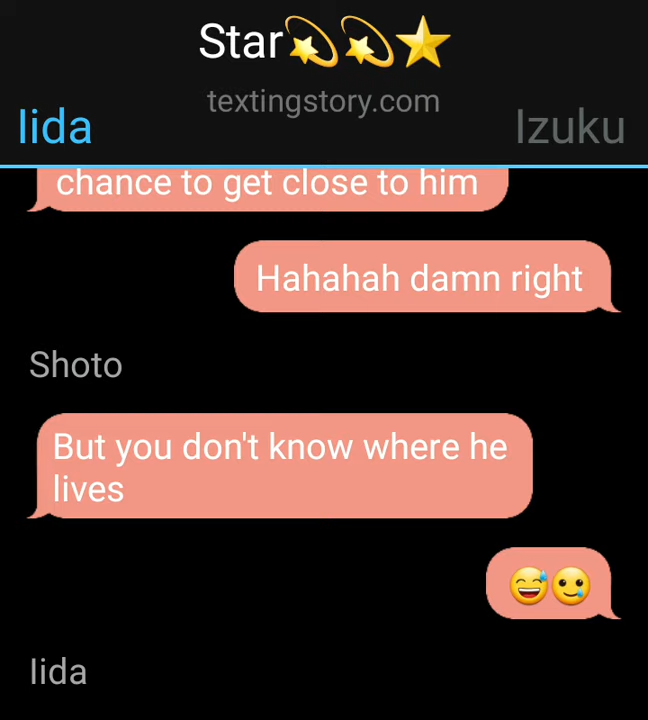 Star💫💫⭐
textingstory.com
Iida
Izuku
chance to get close to him
Hahahah damn right
Shoto
But you don't know where he
lives
😅🥲
Iida